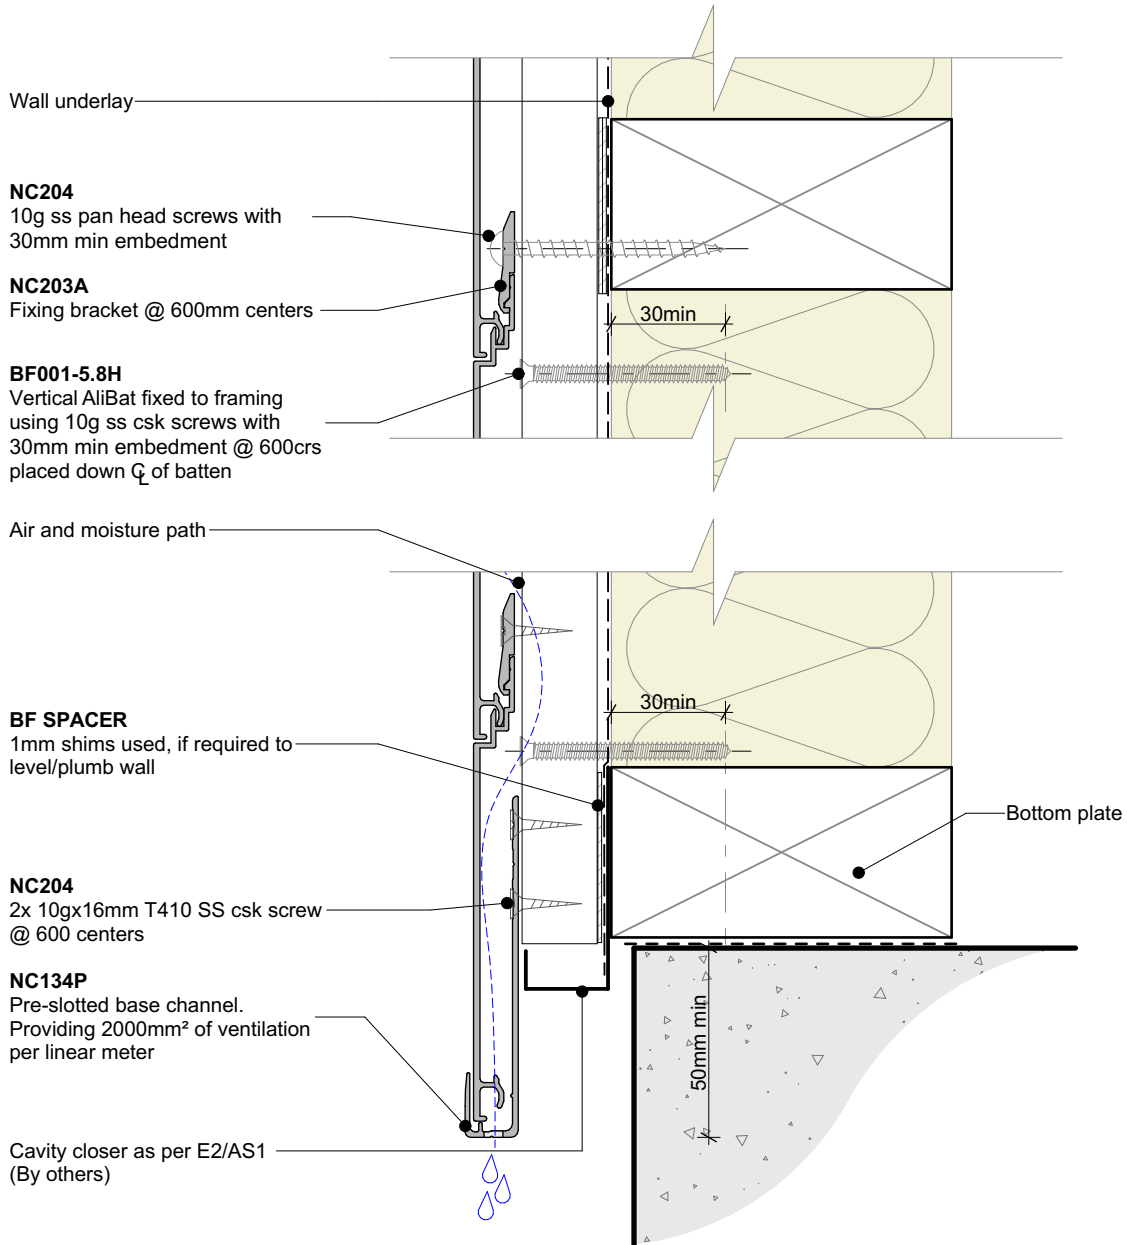 Wall underlay
NC204
10g ss pan head screws with
30mm min embedment
NC203A
Fixing bracket @ 600mm centers
30min
BF001-5.8H
Vertical AliBat fixed to framing
using 10g ss csk screws with
30mm min embedment @ 600crs
placed down ℄ of batten
Air and moisture path
30min
BF SPACER
1mm shims used, if required to
level/plumb wall
Bottom plate
NC204
2x 10gx16mm T410 SS csk screw
@ 600 centers
NC134P
Pre-slotted base channel.
Providing 2000mm² of ventilation
per linear meter
50mm min
Cavity closer as per E2/AS1
(By others)